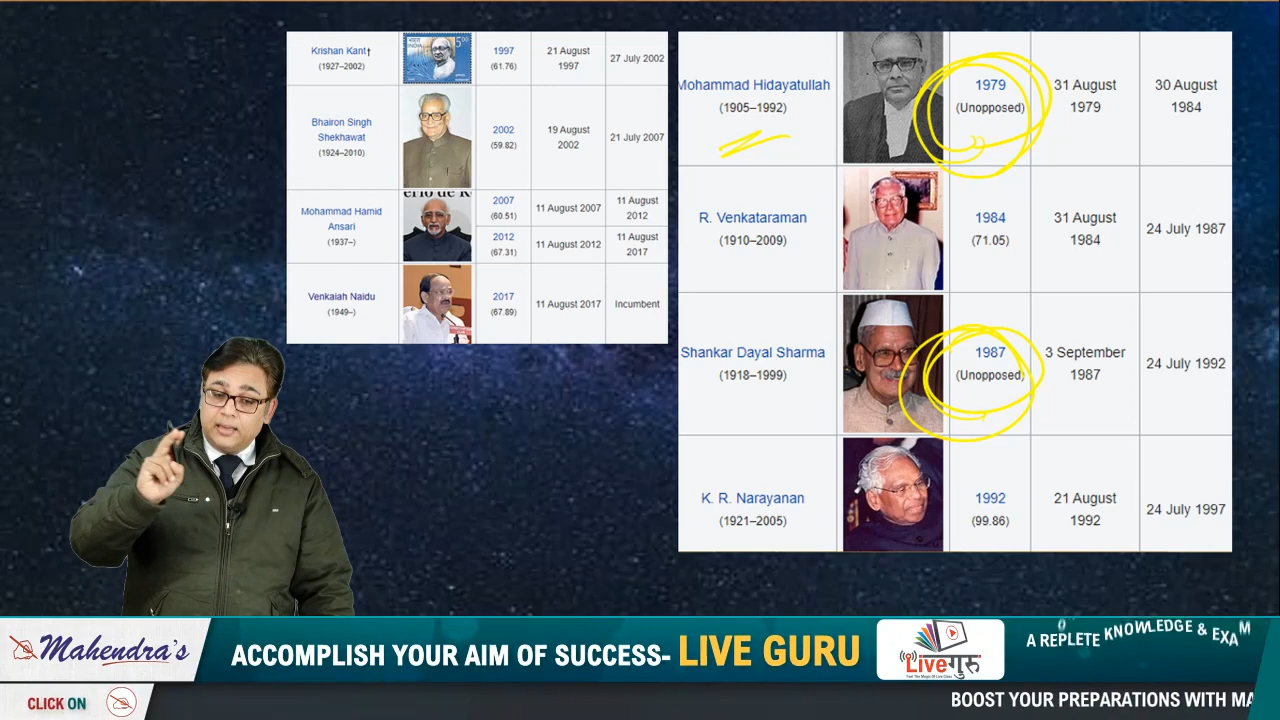 Krishan Kant†
(1927–2002)
1997
(61.76)
21 August
1997
27 July 2002
Bhairon Singh
Shekhawat
(1924–2010)
2002
(59.82)
19 August
2002
21 July 2007
Mohammad Hamid
Ansari
(1937–)
2007
(60.51)
11 August 2007
11 August
2012
2012
(67.31)
11 August 2012
11 August
2017
Venkaiah Naidu
(1949–)
2017
(67.89)
11 August 2017
Incumbent
Mohammad Hidayatullah
(1905–1992)
1979
(Unopposed)
31 August
1979
30 August
1984
R. Venkataraman
(1910–2009)
1984
(71.05)
31 August
1984
24 July 1987
Shankar Dayal Sharma
(1918–1999)
1987
(Unopposed)
3 September
1987
24 July 1992
K. R. Narayanan
(1921–2005)
1992
(99.86)
21 August
1992
24 July 1997
Mahendra's
ACCOMPLISH YOUR AIM OF SUCCESS- LIVE GURU
Live गुरु
A REPLETE KNOWLEDGE & EXAM
CLICK ON
BOOST YOUR PREPARATIONS WITH MA